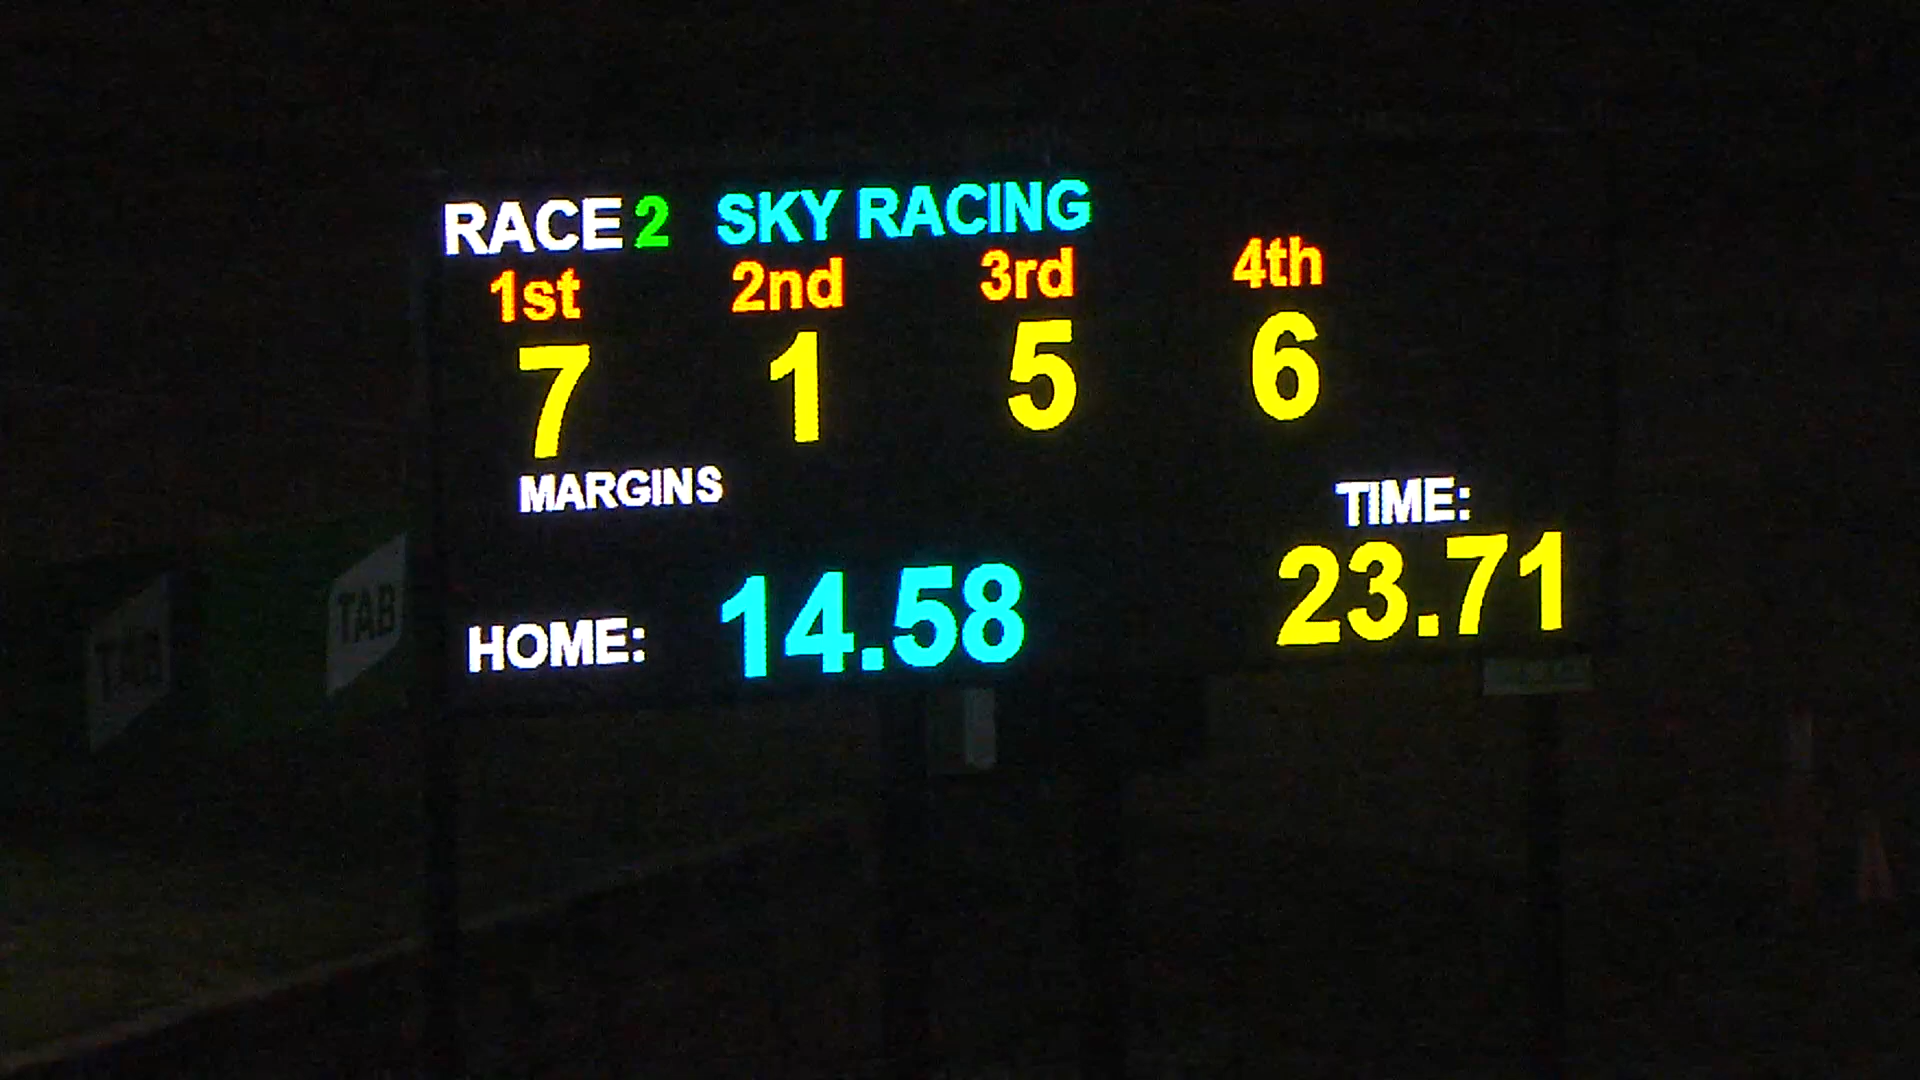 RACE 2 SKY RACING
1st 2nd 3rd 4th
7 1 5 6
MARGINS
TIME:
23.71
HOME: 14.58
TAB
TAB